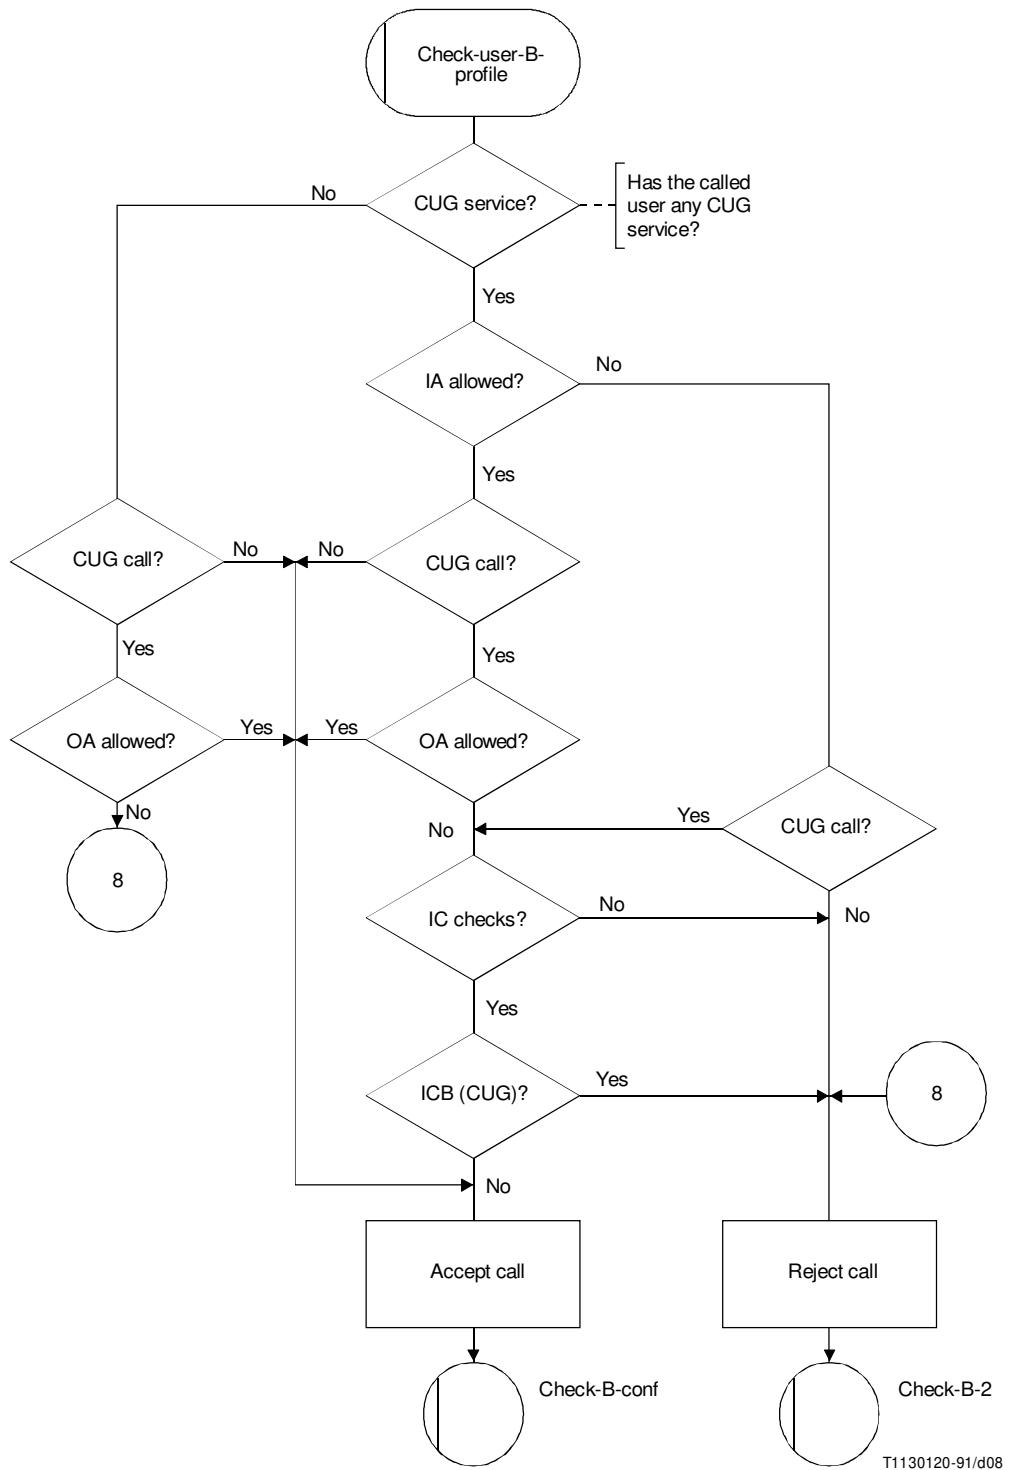 Check-user-B-
profile
No
CUG service?
Has the called
user any CUG
service?
Yes
IA allowed?
No
Yes
CUG call?
No
No
CUG call?
Yes
Yes
OA allowed?
Yes
Yes
OA allowed?
No
No
Yes
CUG call?
8
IC checks?
No
No
Yes
ICB (CUG)?
Yes
8
No
Accept call
Reject call
Check-B-conf
Check-B-2
T1130120-91/d08